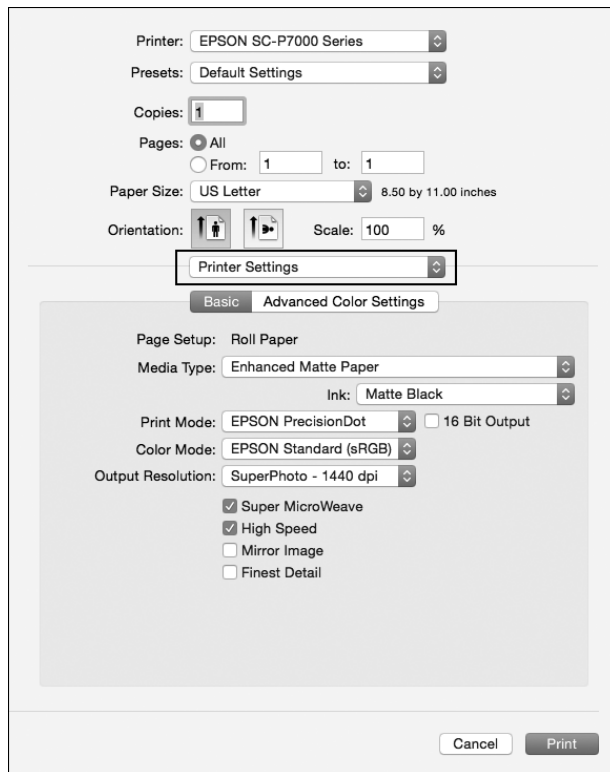 Printer: EPSON SC-P7000 Series
Presets: Default Settings
Copies: 1
Pages: All
From: 1 to: 1
Paper Size: US Letter 8.50 by 11.00 inches
Orientation: Scale: 100 %
Printer Settings
Basic Advanced Color Settings
Page Setup: Roll Paper
Media Type: Enhanced Matte Paper
Ink: Matte Black
Print Mode: EPSON PrecisionDot 16 Bit Output
Color Mode: EPSON Standard (sRGB)
Output Resolution: SuperPhoto - 1440 dpi
Super MicroWeave
High Speed
Mirror Image
Finest Detail
Cancel Print